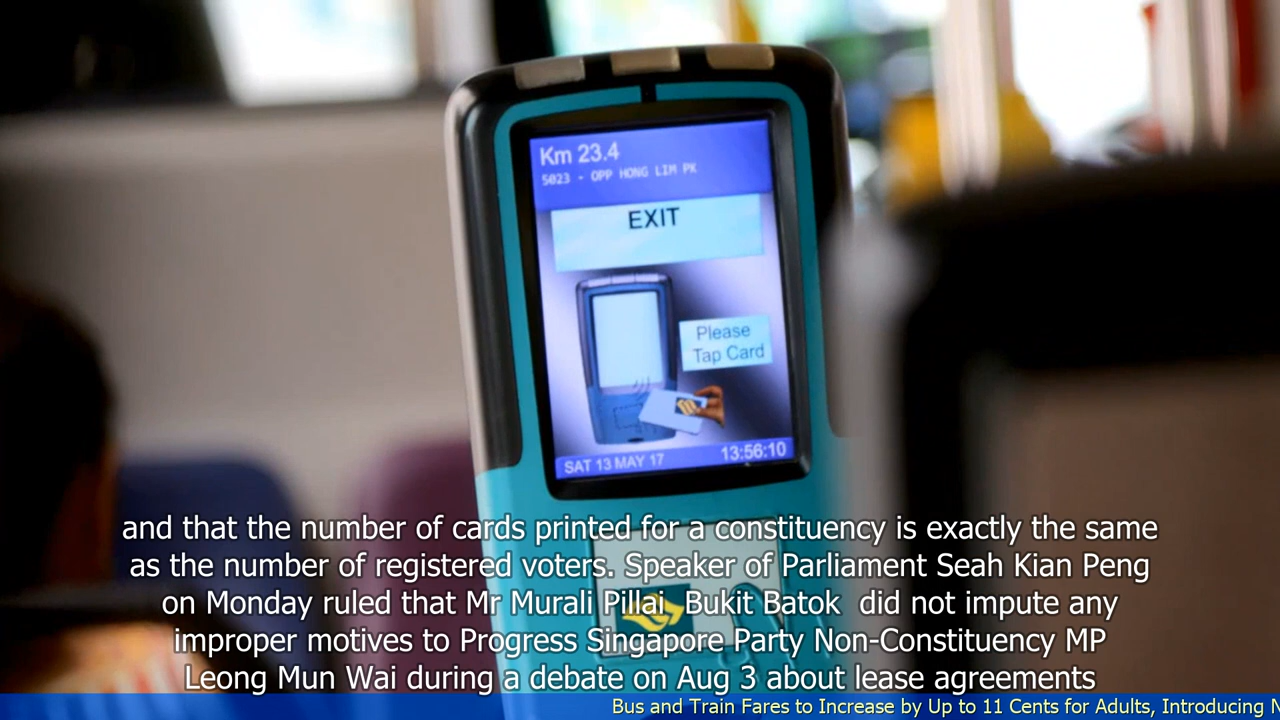 Km 23.4
5023 - OPP HONG LIM PK
EXIT
Please
Tap Card
SAT 13 MAY 17 13:56:10
and that the number of cards printed for a constituency is exactly the same
as the number of registered voters. Speaker of Parliament Seah Kian Peng
on Monday ruled that Mr Murali Pillai Bukit Batok did not impute any
improper motives to Progress Singapore Party Non-Constituency MP
Leong Mun Wai during a debate on Aug 3 about lease agreements
Bus and Train Fares to Increase by Up to 11 Cents for Adults, Introducing